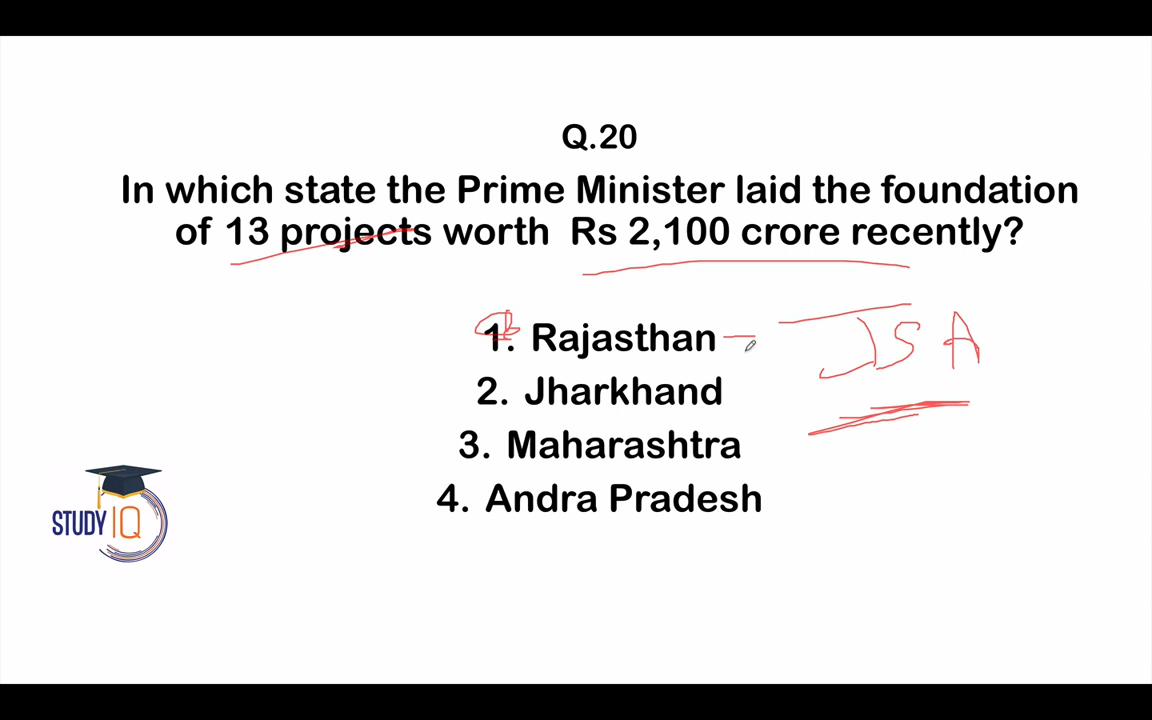 Q.20
In which state the Prime Minister laid the foundation
of 13 projects worth Rs 2,100 crore recently?
1. Rajasthan
JSA
2. Jharkhand
3. Maharashtra
4. Andra Pradesh
STUDY IQ